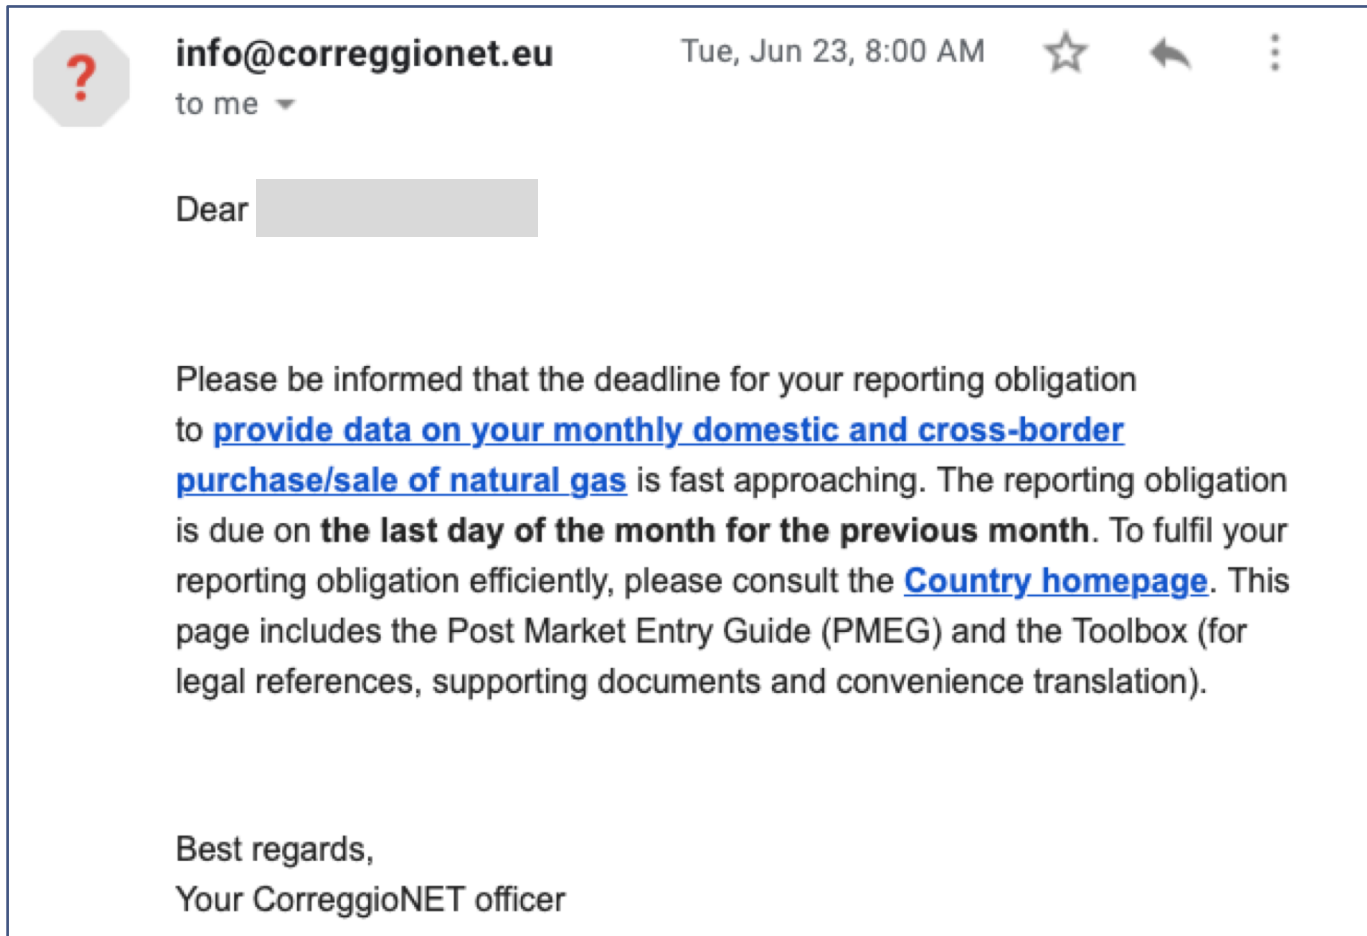 ?
info@correggionet.eu Tue, Jun 23, 8:00 AM
to me
Dear
Please be informed that the deadline for your reporting obligation
to provide data on your monthly domestic and cross-border
purchase/sale of natural gas is fast approaching. The reporting obligation
is due on the last day of the month for the previous month. To fulfil your
reporting obligation efficiently, please consult the Country homepage. This
page includes the Post Market Entry Guide (PMEG) and the Toolbox (for
legal references, supporting documents and convenience translation).
Best regards,
Your CorreggioNET officer